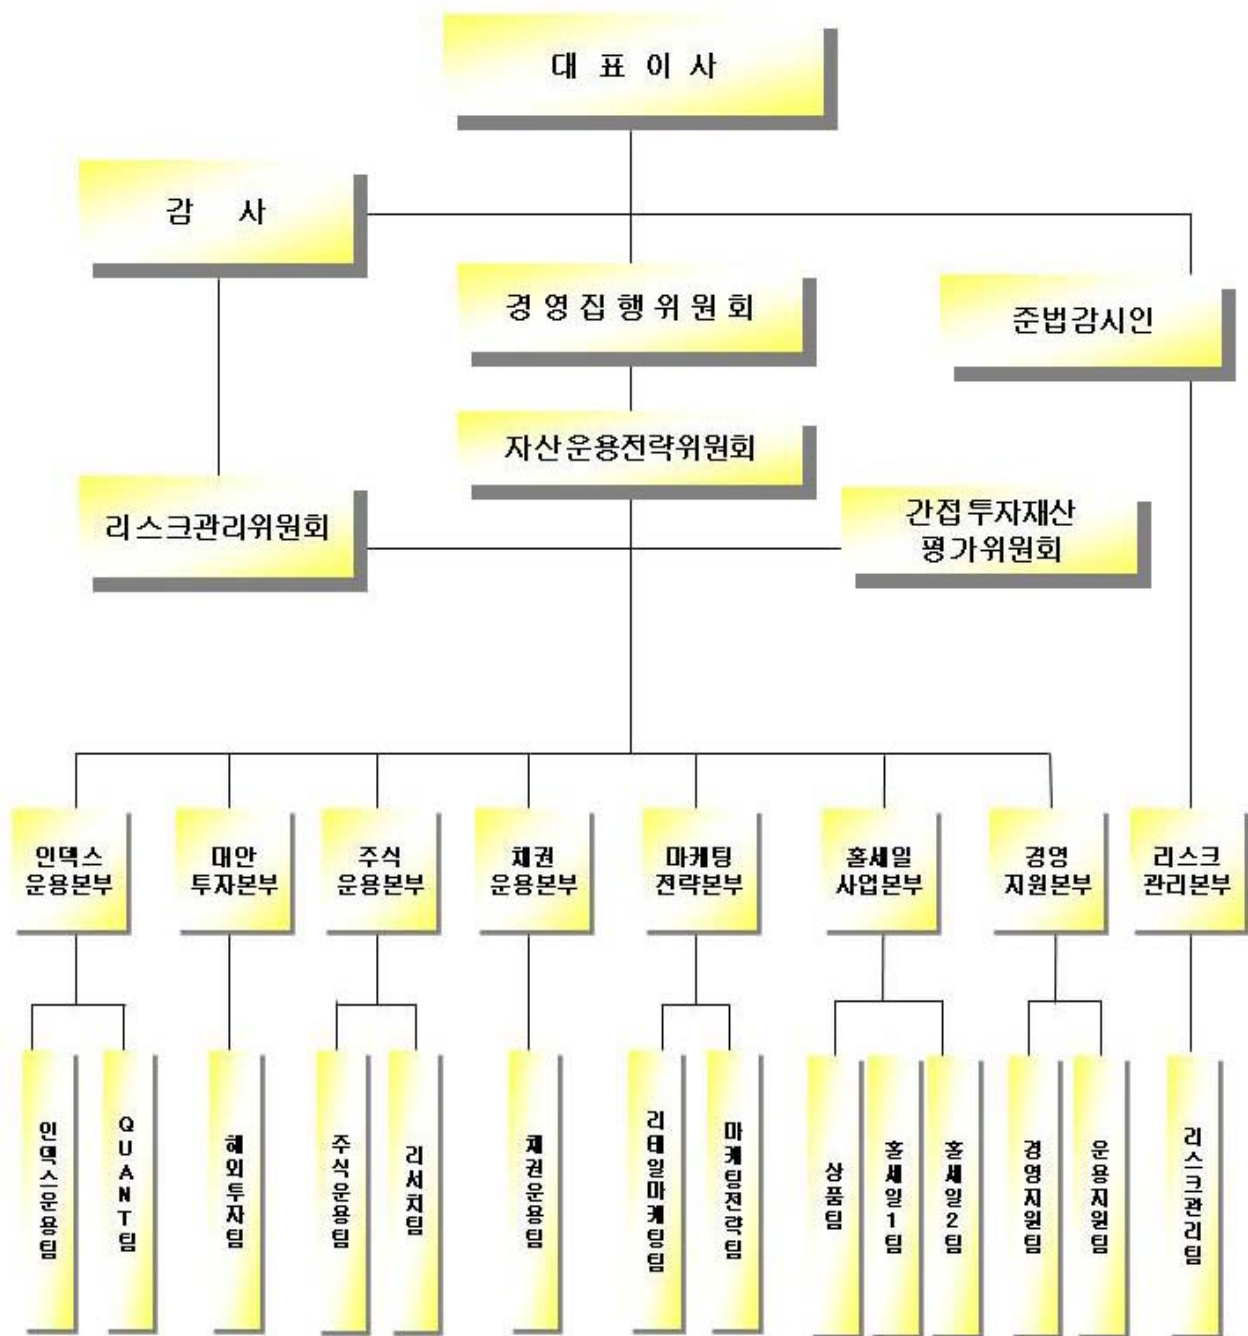 대 표 이 사
감 사
경 영 집 행 위 원 회
준법감시인
자산운용전략위원회
리스크관리위원회
간접투자재산
평가위원회
인덱스
운용본부
대안
투자본부
주식
운용본부
채권
운용본부
마케팅
전략본부
홀세일
사업본부
경영
지원본부
리스크
관리본부
인덱스운용팀
QUANT팀
해외투자팀
주식운용팀
리서치팀
채권운용팀
리테일마케팅팀
마케팅전략팀
상품팀
홀세일1팀
홀세일2팀
경영지원팀
운용지원팀
리스크관리팀